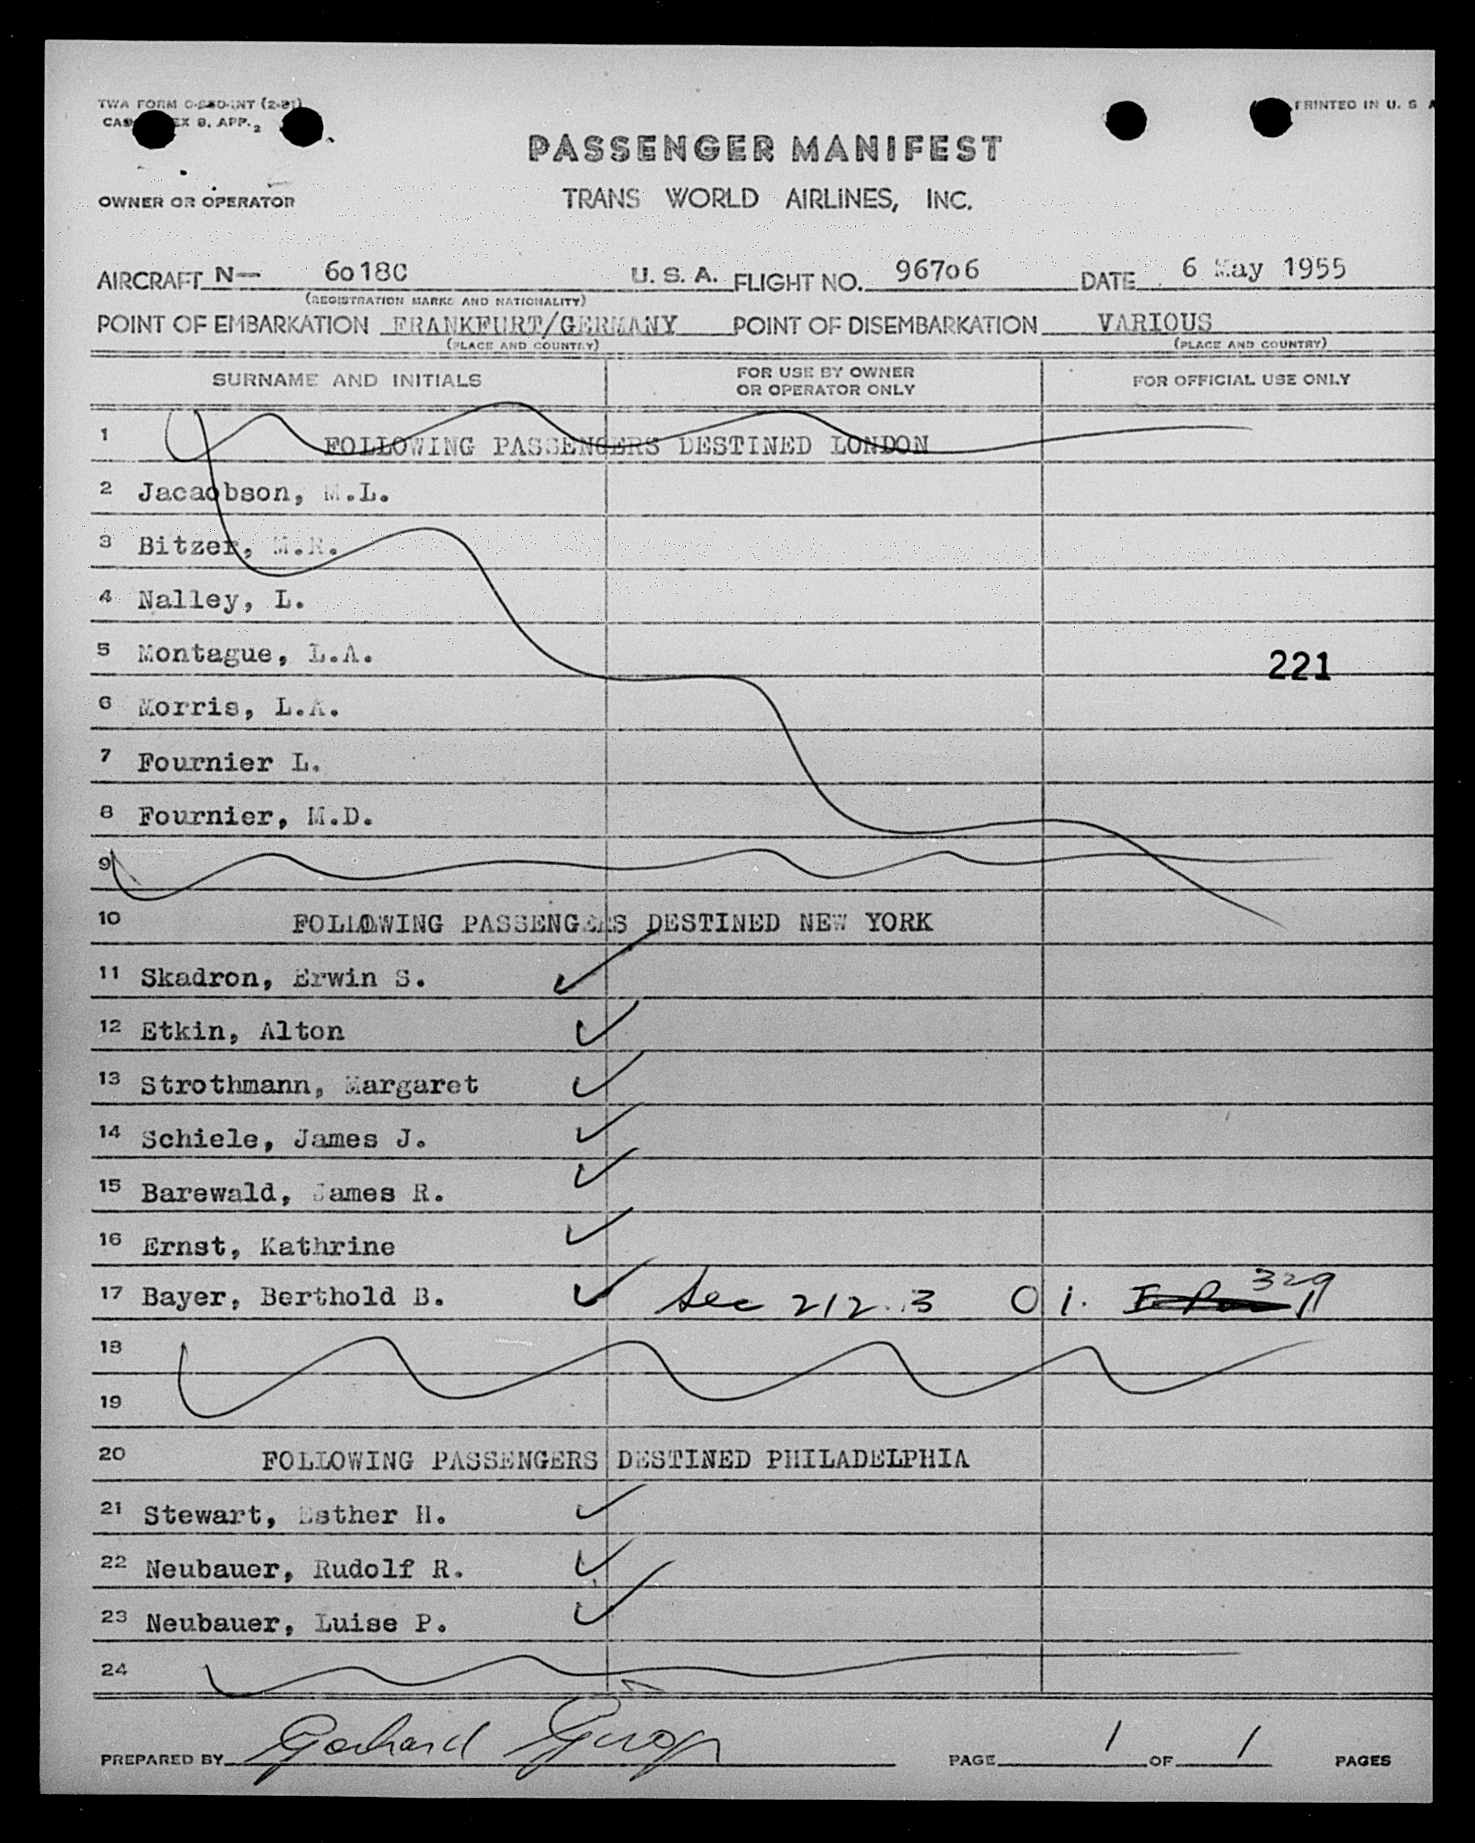 TWA FORM
APP. 2
PRINTED IN U. S
PASSENGER MANIFEST
OWNER OR OPERATOR
TRANS WORLD AIRLINES, INC.
AIRCRAFT N— 6o18C U. S. A. FLIGHT NO. 967o6 DATE 6 May 1955
(REGISTRATION MARKS AND NATIONALITY)
POINT OF EMBARKATION FRANKFURT/GERMANY POINT OF DISEMBARKATION VARIOUS
(PLACE AND COUNTRY) (PLACE AND COUNTRY)
SURNAME AND INITIALS FOR USE BY OWNER OR OPERATOR ONLY FOR OFFICIAL USE ONLY
1 FOLLOWING PASSENGERS DESTINED LONDON
2 Jacaobson, M.L.
3 Bitzer, M.R.
4 Nalley, L.
5 Montague, L.A.
221
6 Morris, L.A.
7 Fournier L.
8 Fournier, M.D.
9
10 FOLLOWING PASSENGERS DESTINED NEW YORK
11 Skadron, Erwin S.
12 Etkin, Alton
13 Strothmann, Margaret
14 Schiele, James J.
15 Barewald, James R.
16 Ernst, Kathrine
17 Bayer, Berthold B. Sec 212.3 O I. 329
18
19
20 FOLLOWING PASSENGERS DESTINED PHILADELPHIA
21 Stewart, Esther H.
22 Neubauer, Rudolf R.
23 Neubauer, Luise P.
24
PREPARED BY Gerhard PAGE 1 OF 1 PAGES